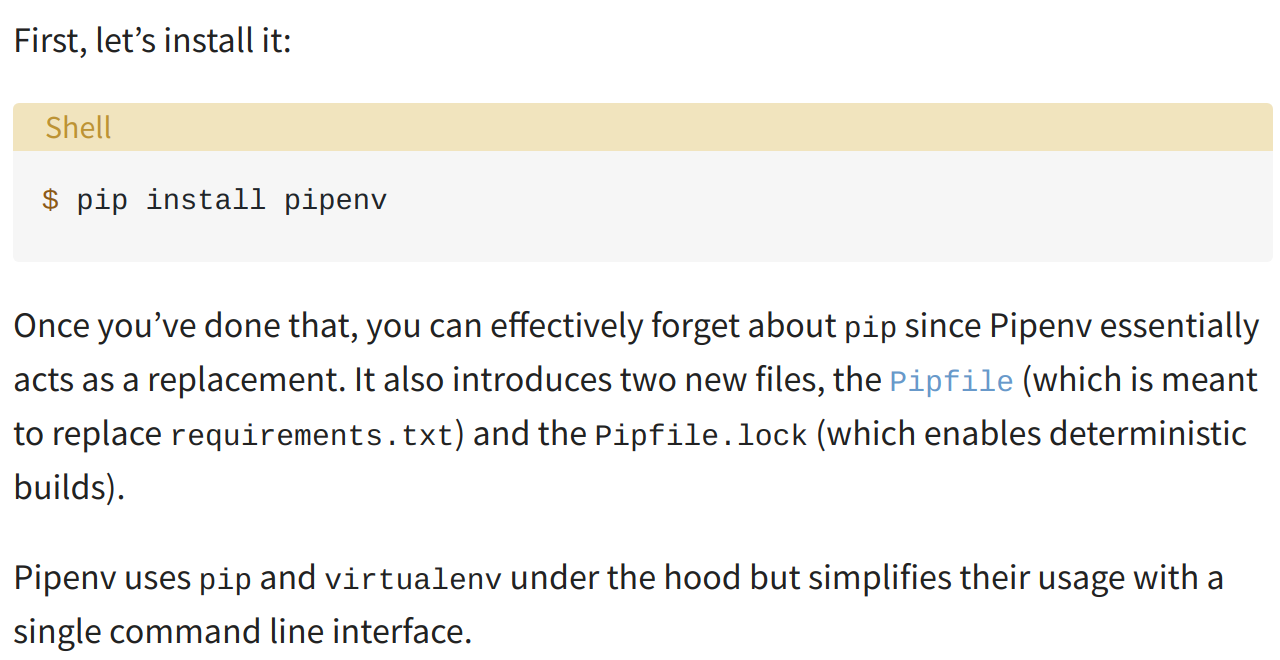 First, let’s install it:
Shell
$ pip install pipenv
Once you’ve done that, you can effectively forget about pip since Pipenv essentially
acts as a replacement. It also introduces two new files, the Pipfile (which is meant
to replace requirements.txt) and the Pipfile.lock (which enables deterministic
builds).
Pipenv uses pip and virtualenv under the hood but simplifies their usage with a
single command line interface.